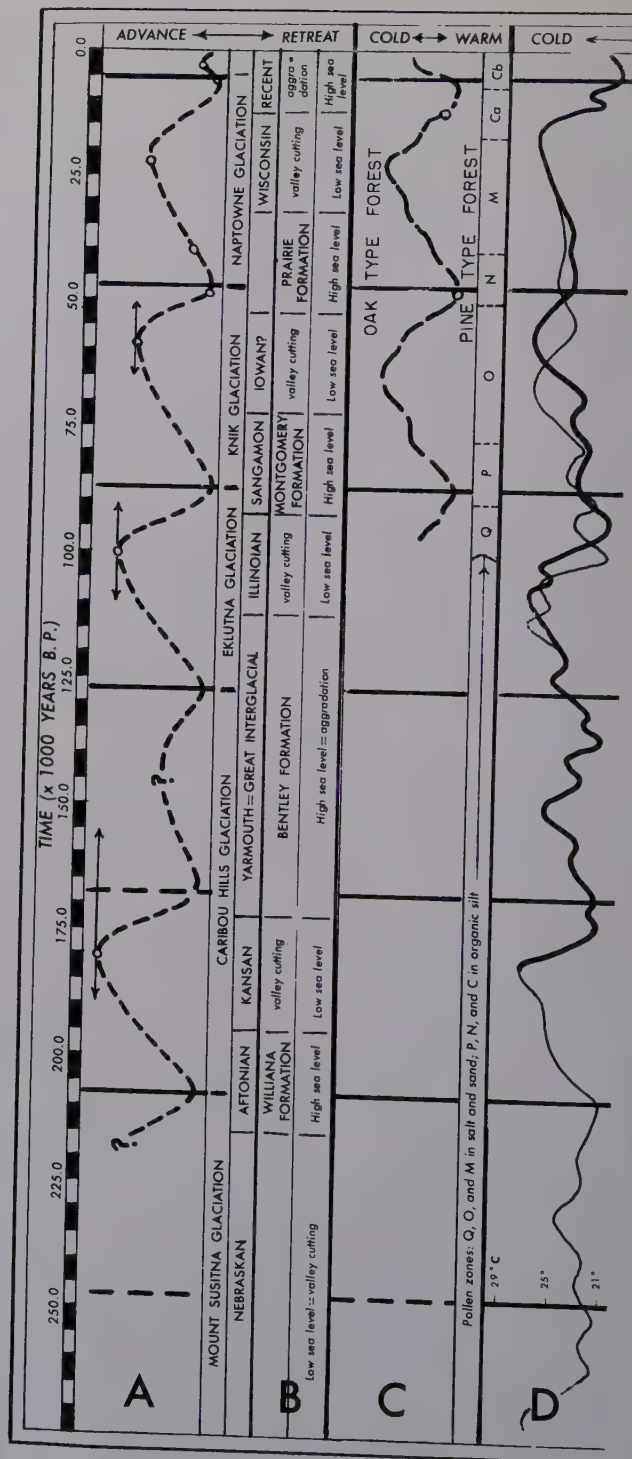 TIME (x 1000 YEARS B.P.)
0.0
25.0
50.0
75.0
100.0
125.0
150.0
175.0
200.0
225.0
250.0
ADVANCE
RETREAT
COLD
WARM
COLD
?
?
A
NAPTOWNE GLACIATION
KNIK GLACIATION
EKLUTNA GLACIATION
CARIBOU HILLS GLACIATION
MOUNT SUSITNA GLACIATION
RECENT
WISCONSIN
IOWAN?
SANGAMON
ILLINOIAN
YARMOUTH = GREAT INTERGLACIAL
KANSAN
AFTONIAN
NEBRASKAN
B
aggra=
dation
valley cutting
PRAIRIE
FORMATION
valley cutting
MONTGOMERY
FORMATION
valley cutting
BENTLEY FORMATION
valley cutting
WILLIANA
FORMATION
High sea
level
Low sea level
High sea level
Low sea level
High sea level
Low sea level
High sea level = aggradation
Low sea level
High sea level
Low sea level = valley cutting
C
OAK TYPE FOREST
PINE TYPE FOREST
Cb
Ca
M
N
O
P
Q
Pollen zones: Q, O, and M in salt and sand; P, N, and C in organic silt
D
29°C
25°
21°